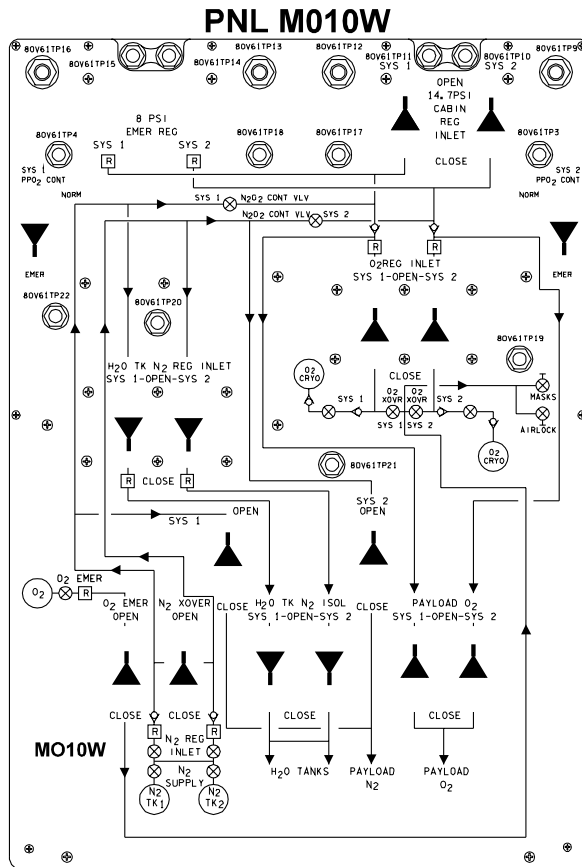 PNL M010W
80V61TP16
80V61TP15
80V61TP13
80V61TP14
80V61TP12
80V61TP11
SYS 1
80V61TP10
SYS 2
80V61TP9
OPEN
14.7PSI
CABIN
REG
INLET
CLOSE
8 PSI
EMER REG
SYS 1
SYS 2
R
R
80V61TP4
80V61TP18
80V61TP17
80V61TP3
SYS 1
PPO2 CONT
NORM
EMER
SYS 2
PPO2 CONT
NORM
EMER
SYS 1
N2O2 CONT VLV
N2O2 CONT VLV
SYS 2
R
R
O2REG INLET
SYS 1-OPEN-SYS 2
80V61TP22
80V61TP20
80V61TP19
H2O TK N2 REG INLET
SYS 1-OPEN-SYS 2
CLOSE
O2
CRYO
SYS 1
O2
XOVR
O2
XOVR
SYS 2
SYS 1
SYS 2
MASKS
AIRLOCK
O2
CRYO
R
CLOSE
R
80V61TP21
SYS 1
OPEN
SYS 2
OPEN
O2
O2 EMER
R
O2 EMER
OPEN
N2 XOVER
OPEN
CLOSE
H2O TK N2 ISOL
SYS 1-OPEN-SYS 2
CLOSE
PAYLOAD O2
SYS 1-OPEN-SYS 2
CLOSE
CLOSE
CLOSE
CLOSE
R
R
N2 REG
INLET
N2
SUPPLY
N2
TK1
N2
TK2
MO10W
H2O TANKS
PAYLOAD
N2
PAYLOAD
O2